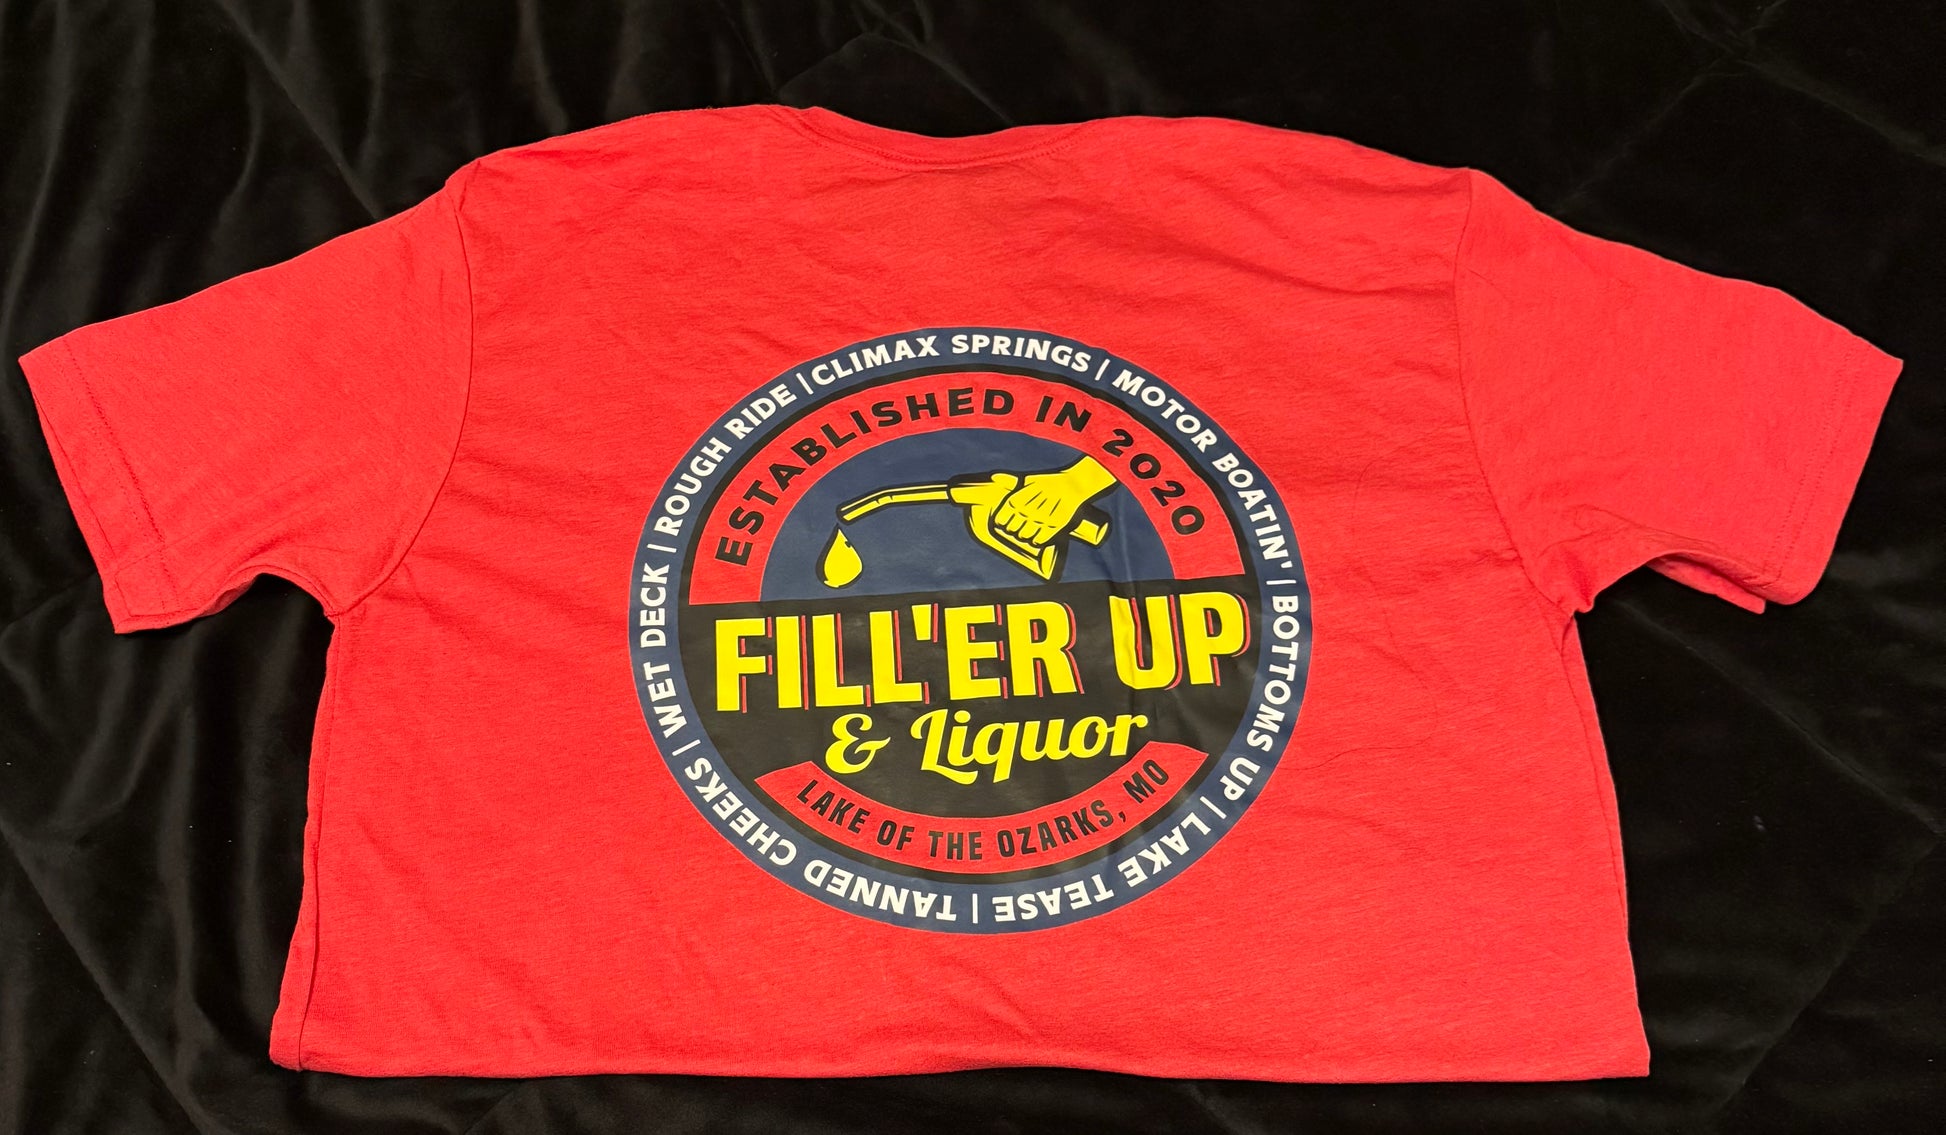 CLIMAX SPRINGS | MOTOR BOATIN' | BOTTOMS UP | LAKE TEASE | TANNED CHEEKS | WET DECK | ROUGH RIDE |
ESTABLISHED IN 2020
FILL'ER UP
& Liquor
LAKE OF THE OZARKS, MO